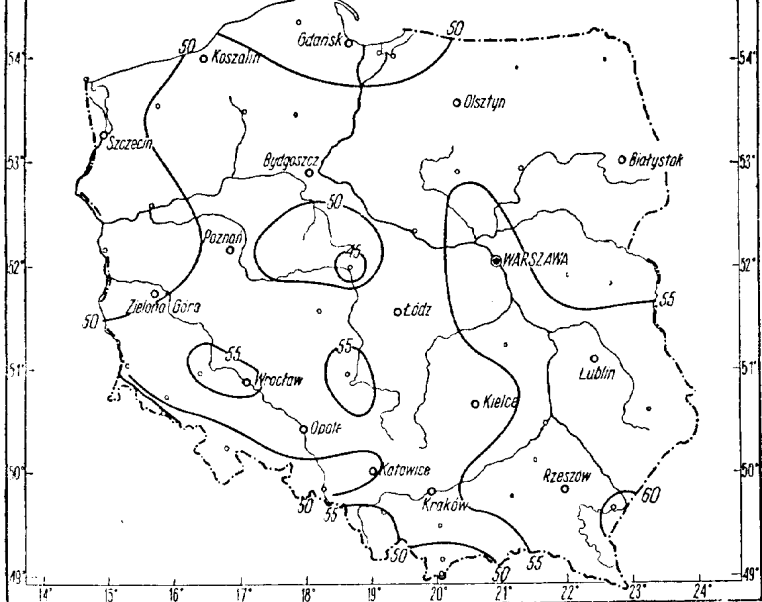 50
Gdańsk
50
54°
Koszalin
54°
Olsztyn
Szczecin
53°
Bydgoszcz
Białystok
53°
50
Poznań
45
WARSZAWA
52°
52°
Zielona Góra
Łódź
55
50
55
55
51°
Wrocław
Lublin
51°
Kielce
Opole
50°
Katowice
Rzeszów
50°
Kraków
60
50
55
50
55
50
49°
49°
14°
15°
16°
17°
18°
19°
20°
21°
22°
23°
24°